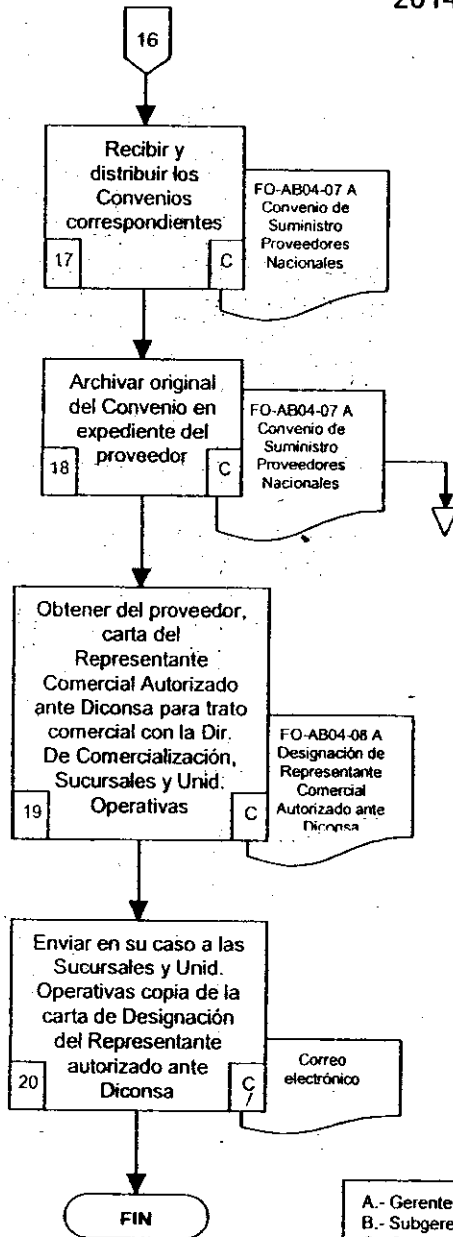 2014
16
Recibir y
distribuir los
Convenios
correspondientes
17
C
FO-AB04-07 A
Convenio de
Suministro
Proveedores
Nacionales
Archivar original
del Convenio en
expediente del
proveedor
18
C
FO-AB04-07 A
Convenio de
Suministro
Proveedores
Nacionales
Obtener del proveedor,
carta del
Representante
Comercial Autorizado
ante Diconsa para trato
comercial con la Dir.
De Comercialización,
Sucursales y Unid.
Operativas
19
C
FO-AB04-08 A
Designación de
Representante
Comercial
Autorizado ante
Diconsa
Enviar en su caso a las
Sucursales y Unid.
Operativas copia de la
carta de Designación
del Representante
autorizado ante
Diconsa
20
C
/
Correo
electrónico
FIN
A.- Gerente
B.- Subgere